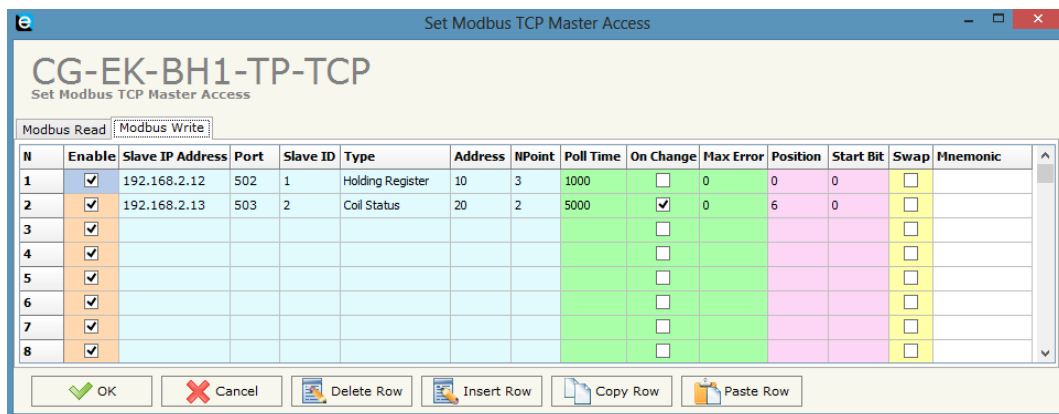 e Set Modbus TCP Master Access
CG-EK-BH1-TP-TCP
Set Modbus TCP Master Access
Modbus Read Modbus Write
N Enable Slave IP Address Port Slave ID Type Address NPoint Poll Time On Change Max Error Position Start Bit Swap Mnemonic
1 192.168.2.12 502 1 Holding Register 10 3 1000 0 0 0
2 192.168.2.13 503 2 Coil Status 20 2 5000 0 6 0
3
4
5
6
7
8
OK Cancel Delete Row Insert Row Copy Row Paste Row